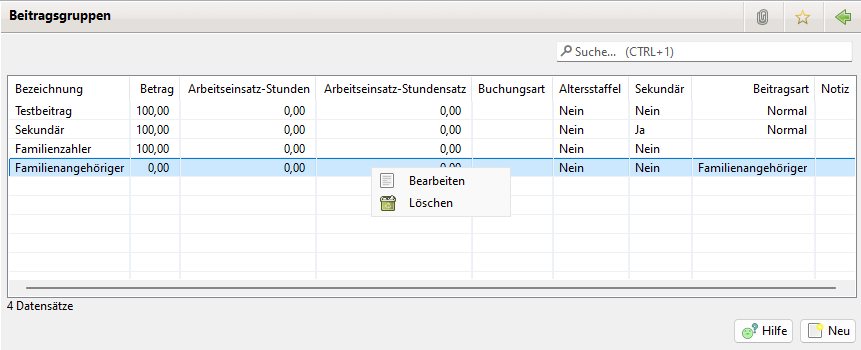 Beitragsgruppen
Suche... (CTRL+1)
Bezeichnung Betrag Arbeitseinsatz-Stunden Arbeitseinsatz-Stundensatz Buchungsart Altersstaffel Sekundär Beitragsart Notiz
Testbeitrag 100,00 0,00 0,00 Nein Nein Normal
Sekundär 100,00 0,00 0,00 Nein Ja Normal
Familienzahler 100,00 0,00 0,00 Nein Nein
Familienangehöriger 0,00 0,00 0,00 Nein Nein Familienangehöriger
Bearbeiten
Löschen
4 Datensätze
Hilfe Neu